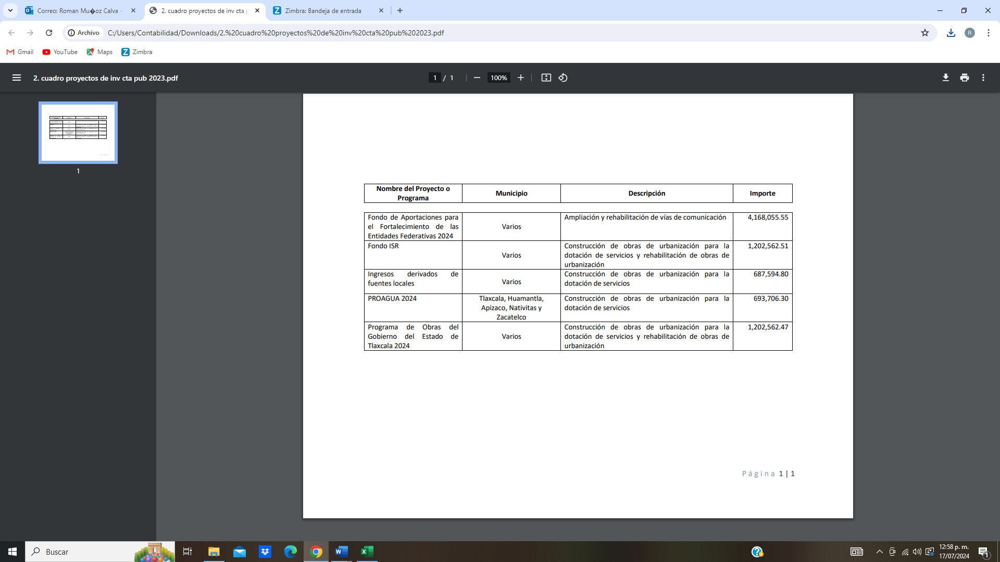 Correo: Roman Mu�oz Calva -
2. cuadro proyectos de inv cta p
Zimbra: Bandeja de entrada
Archivo
C:/Users/Contabilidad/Downloads/2.%20cuadro%20proyectos%20de%20inv%20cta%20pub%202023.pdf
R
Gmail
YouTube
Maps
Zimbra
2. cuadro proyectos de inv cta pub 2023.pdf
1 / 1
100%
1
Nombre del Proyecto o
Programa
Municipio
Descripción
Importe
Fondo de Aportaciones para
el Fortalecimiento de las
Entidades Federativas 2024
Varios
Ampliación y rehabilitación de vías de comunicación
4,168,055.55
Fondo ISR
Varios
Construcción de obras de urbanización para la
dotación de servicios y rehabilitación de obras de
urbanización
1,202,562.51
Ingresos derivados de
fuentes locales
Varios
Construcción de obras de urbanización para la
dotación de servicios
687,594.80
PROAGUA 2024
Tlaxcala, Huamantla,
Apizaco, Nativitas y
Zacatelco
Construcción de obras de urbanización para la
dotación de servicios
693,706.30
Programa de Obras del
Gobierno del Estado de
Tlaxcala 2024
Varios
Construcción de obras de urbanización para la
dotación de servicios y rehabilitación de obras de
urbanización
1,202,562.47
Página 1 | 1
Buscar
12:58 p. m.
17/07/2024
1